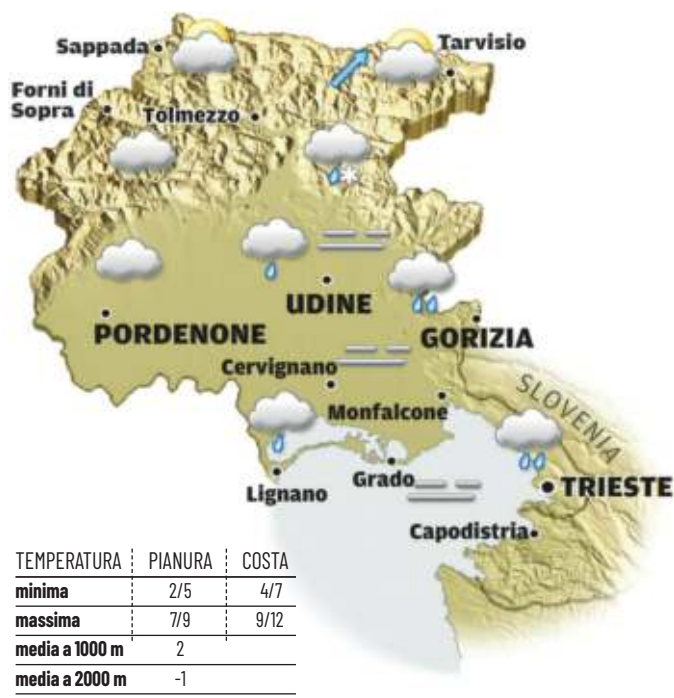 Sappada
Tarvisio
Forni di
Sopra
Tolmezzo
UDINE
PORDENONE
GORIZIA
Cervignano
SLOVENIA
Monfalcone
Grado
TRIESTE
Lignano
Capodistria
TEMPERATURA PIANURA COSTA
minima 2/5 4/7
massima 7/9 9/12
media a 1000 m 2
media a 2000 m -1